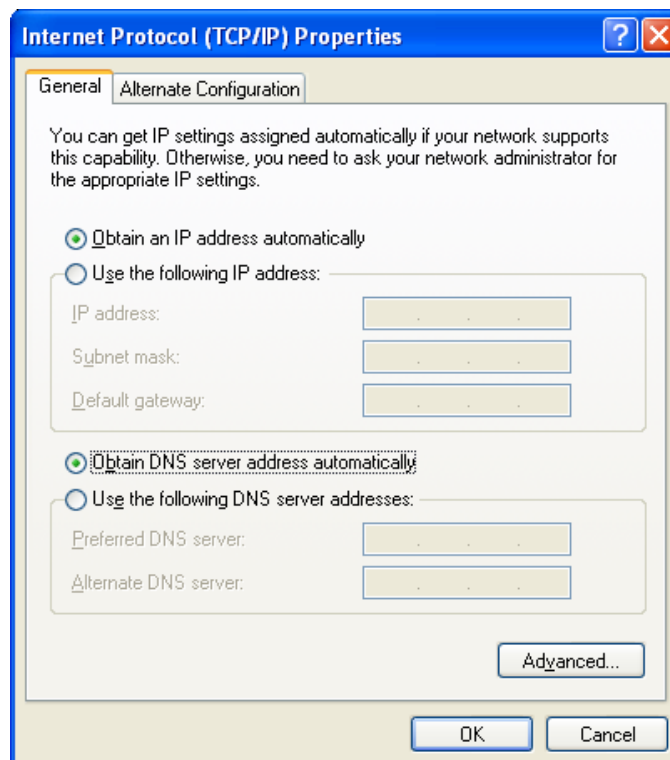 Internet Protocol (TCP/IP) Properties
General
Alternate Configuration
You can get IP settings assigned automatically if your network supports
this capability. Otherwise, you need to ask your network administrator for
the appropriate IP settings.
Obtain an IP address automatically
Use the following IP address:
IP address:
Subnet mask:
Default gateway:
Obtain DNS server address automatically
Use the following DNS server addresses:
Preferred DNS server:
Alternate DNS server:
Advanced...
OK
Cancel